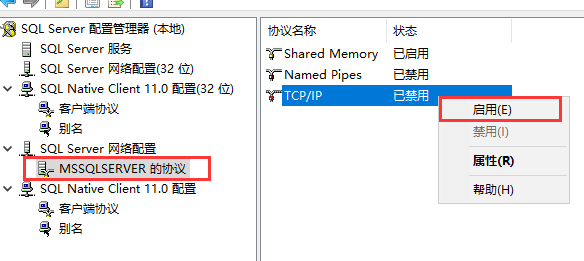 SQL Server 配置管理器 (本地)
SQL Server 服务
SQL Server 网络配置(32 位)
SQL Native Client 11.0 配置(32 位)
客户端协议
别名
SQL Server 网络配置
MSSQLSERVER 的协议
SQL Native Client 11.0 配置
客户端协议
别名
协议名称 状态
Shared Memory 已启用
Named Pipes 已禁用
TCP/IP 已禁用
启用(E)
禁用(I)
属性(R)
帮助(H)